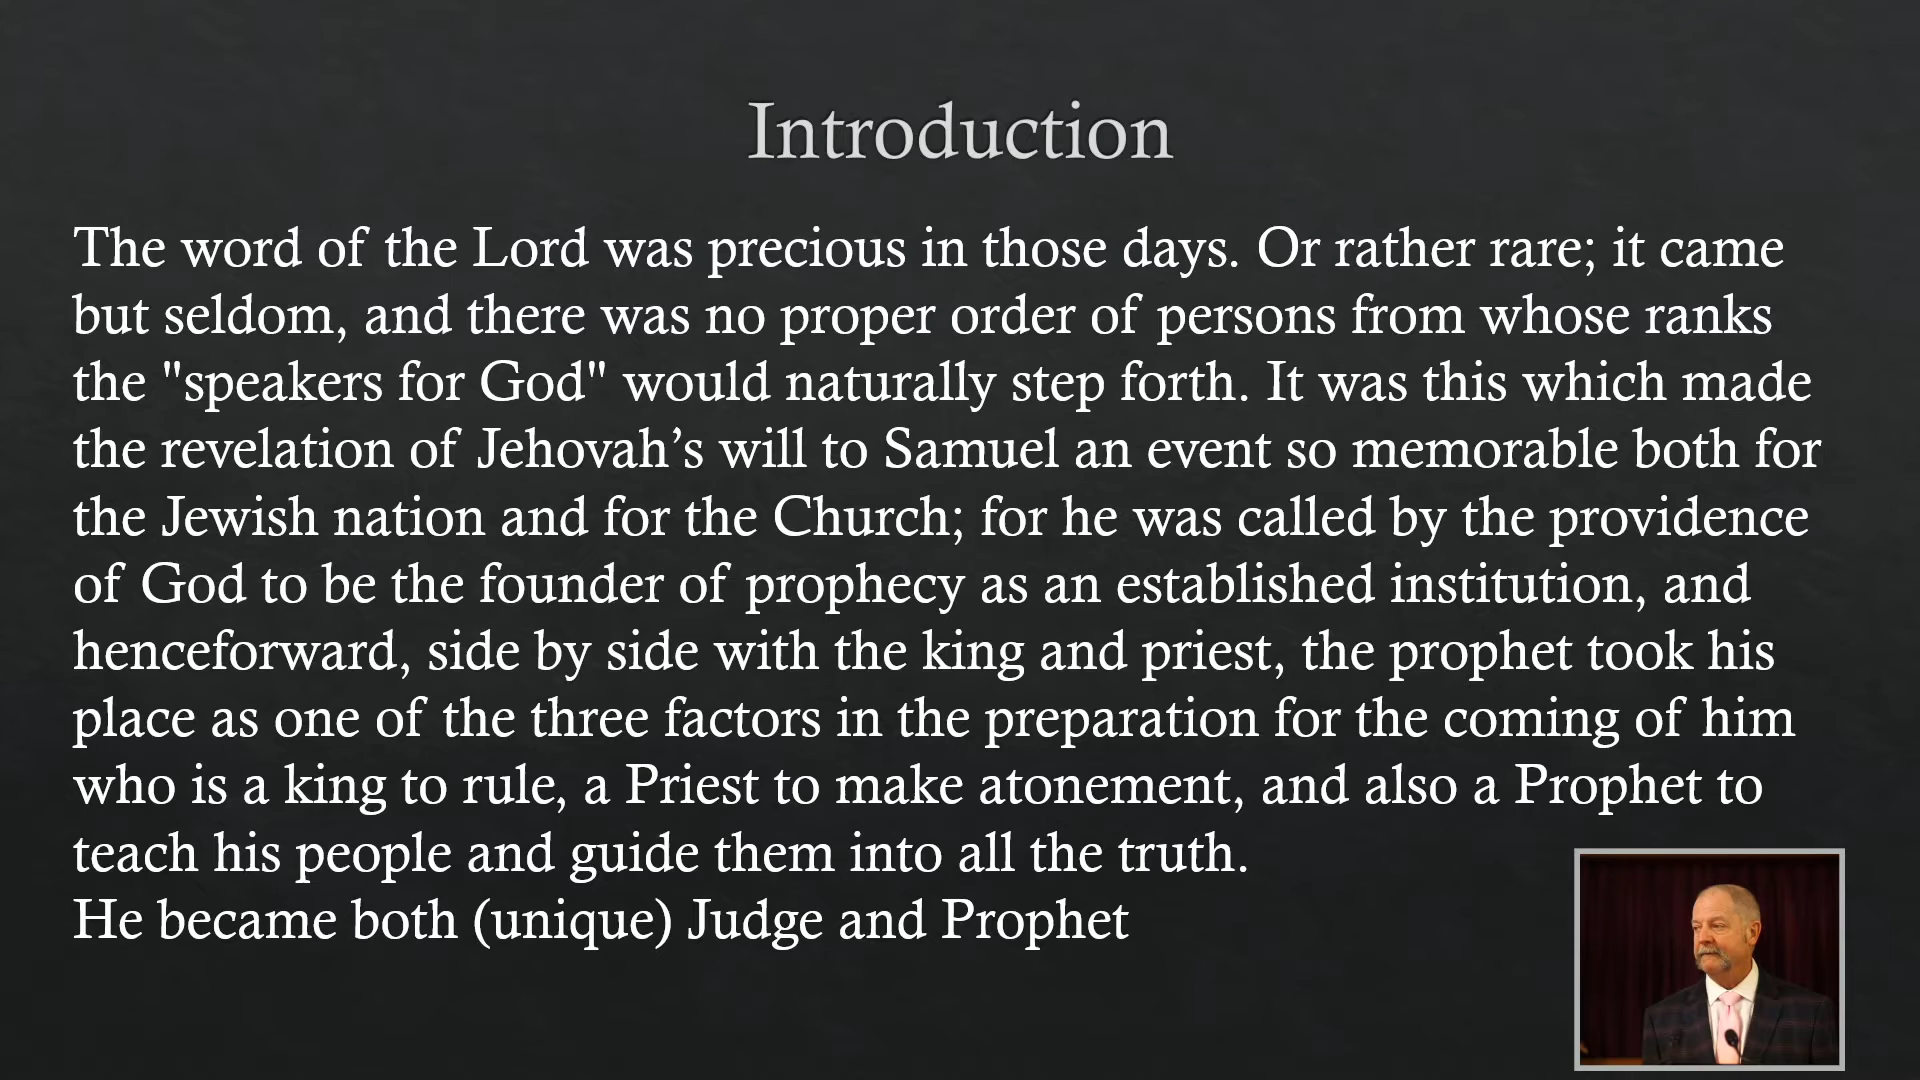 Introduction
The word of the Lord was precious in those days. Or rather rare; it came
but seldom, and there was no proper order of persons from whose ranks
the "speakers for God" would naturally step forth. It was this which made
the revelation of Jehovah’s will to Samuel an event so memorable both for
the Jewish nation and for the Church; for he was called by the providence
of God to be the founder of prophecy as an established institution, and
henceforward, side by side with the king and priest, the prophet took his
place as one of the three factors in the preparation for the coming of him
who is a king to rule, a Priest to make atonement, and also a Prophet to
teach his people and guide them into all the truth.
He became both (unique) Judge and Prophet